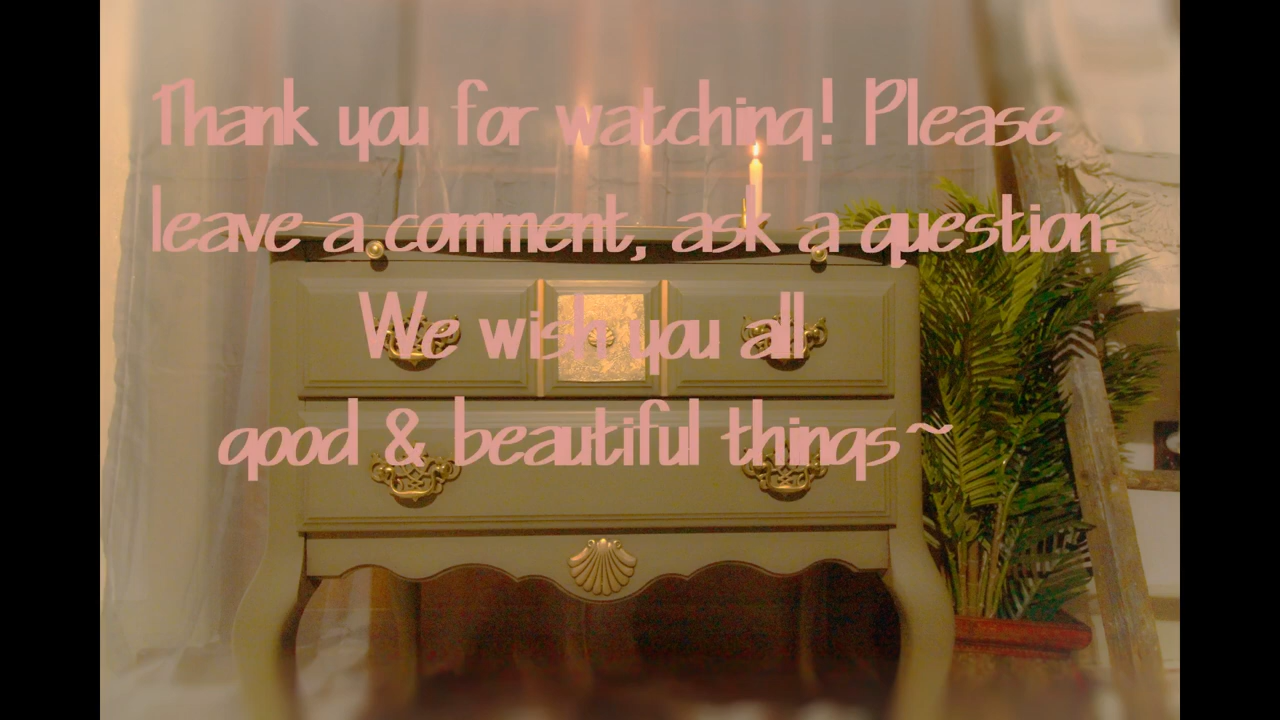 Thank you for watching! Please
leave a comment, ask a question.
We wish you all
good & beautiful things~